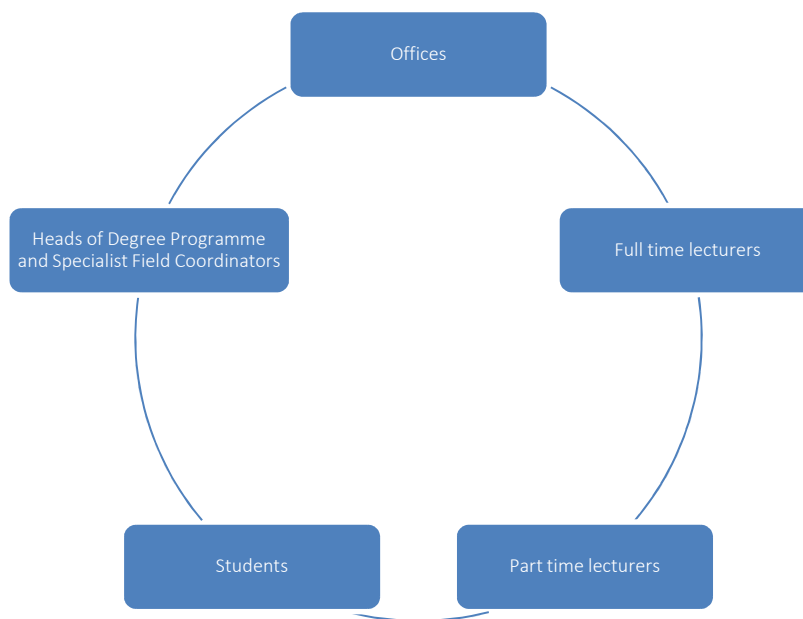 Offices
Heads of Degree Programme
and Specialist Field Coordinators
Full time lecturers
Students
Part time lecturers